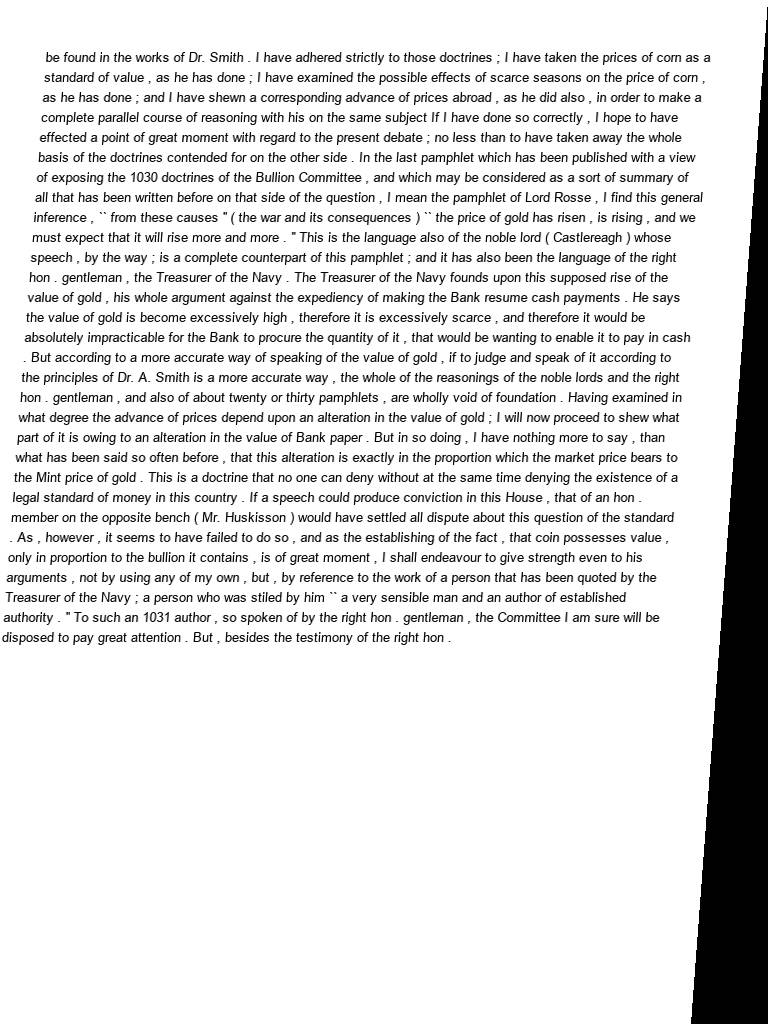 be found in the works of Dr. Smith . I have adhered strictly to those doctrines ; I have taken the prices of corn as a
standard of value , as he has done ; I have examined the possible effects of scarce seasons on the price of corn ,
as he has done ; and I have shewn a corresponding advance of prices abroad , as he did also , in order to make a
complete parallel course of reasoning with his on the same subject If I have done so correctly , I hope to have
effected a point of great moment with regard to the present debate ; no less than to have taken away the whole
basis of the doctrines contended for on the other side . In the last pamphlet which has been published with a view
of exposing the 1030 doctrines of the Bullion Committee , and which may be considered as a sort of summary of
all that has been written before on that side of the question , I mean the pamphlet of Lord Rosse , I find this general
inference , `` from these causes " ( the war and its consequences ) `` the price of gold has risen , is rising , and we
must expect that it will rise more and more . " This is the language also of the noble lord ( Castlereagh ) whose
speech , by the way ; is a complete counterpart of this pamphlet ; and it has also been the language of the right
hon . gentleman , the Treasurer of the Navy . The Treasurer of the Navy founds upon this supposed rise of the
value of gold , his whole argument against the expediency of making the Bank resume cash payments . He says
the value of gold is become excessively high , therefore it is excessively scarce , and therefore it would be
absolutely impracticable for the Bank to procure the quantity of it , that would be wanting to enable it to pay in cash
. But according to a more accurate way of speaking of the value of gold , if to judge and speak of it according to
the principles of Dr. A. Smith is a more accurate way , the whole of the reasonings of the noble lords and the right
hon . gentleman , and also of about twenty or thirty pamphlets , are wholly void of foundation . Having examined in
what degree the advance of prices depend upon an alteration in the value of gold ; I will now proceed to shew what
part of it is owing to an alteration in the value of Bank paper . But in so doing , I have nothing more to say , than
what has been said so often before , that this alteration is exactly in the proportion which the market price bears to
the Mint price of gold . This is a doctrine that no one can deny without at the same time denying the existence of a
legal standard of money in this country . If a speech could produce conviction in this House , that of an hon .
member on the opposite bench ( Mr. Huskisson ) would have settled all dispute about this question of the standard
. As , however , it seems to have failed to do so , and as the establishing of the fact , that coin possesses value ,
only in proportion to the bullion it contains , is of great moment , I shall endeavour to give strength even to his
arguments , not by using any of my own , but , by reference to the work of a person that has been quoted by the
Treasurer of the Navy ; a person who was stiled by him `` a very sensible man and an author of established
authority . " To such an 1031 author , so spoken of by the right hon . gentleman , the Committee I am sure will be
disposed to pay great attention . But , besides the testimony of the right hon .